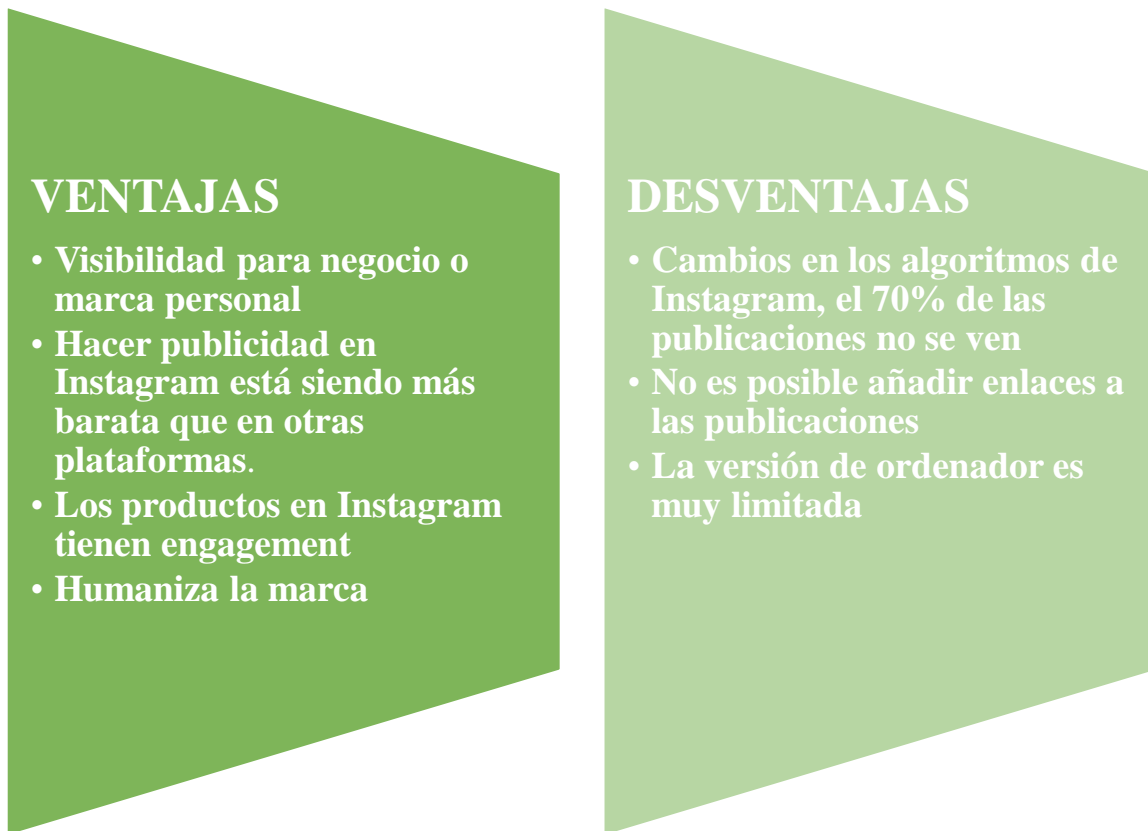 VENTAJAS
• Visibilidad para negocio o
marca personal
• Hacer publicidad en
Instagram está siendo más
barata que en otras
plataformas.
• Los productos en Instagram
tienen engagement
• Humaniza la marca
DESVENTAJAS
• Cambios en los algoritmos de
Instagram, el 70% de las
publicaciones no se ven
• No es posible añadir enlaces a
las publicaciones
• La versión de ordenador es
muy limitada